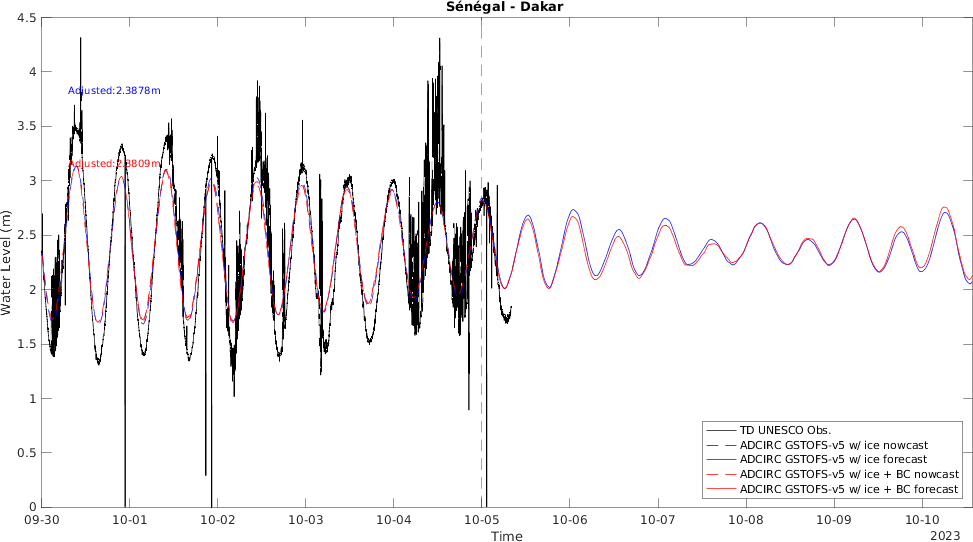 Sénégal - Dakar
4.5
4
3.5
3
2.5
2
1.5
1
0.5
0
Water Level (m)
Adjusted:2.3878m
Adjusted:2.3809m
TD UNESCO Obs.
ADCIRC GSTOFS-v5 w/ ice nowcast
ADCIRC GSTOFS-v5 w/ ice forecast
ADCIRC GSTOFS-v5 w/ ice + BC nowcast
ADCIRC GSTOFS-v5 w/ ice + BC forecast
09-30 10-01 10-02 10-03 10-04 10-05 10-06 10-07 10-08 10-09 10-10
Time
2023